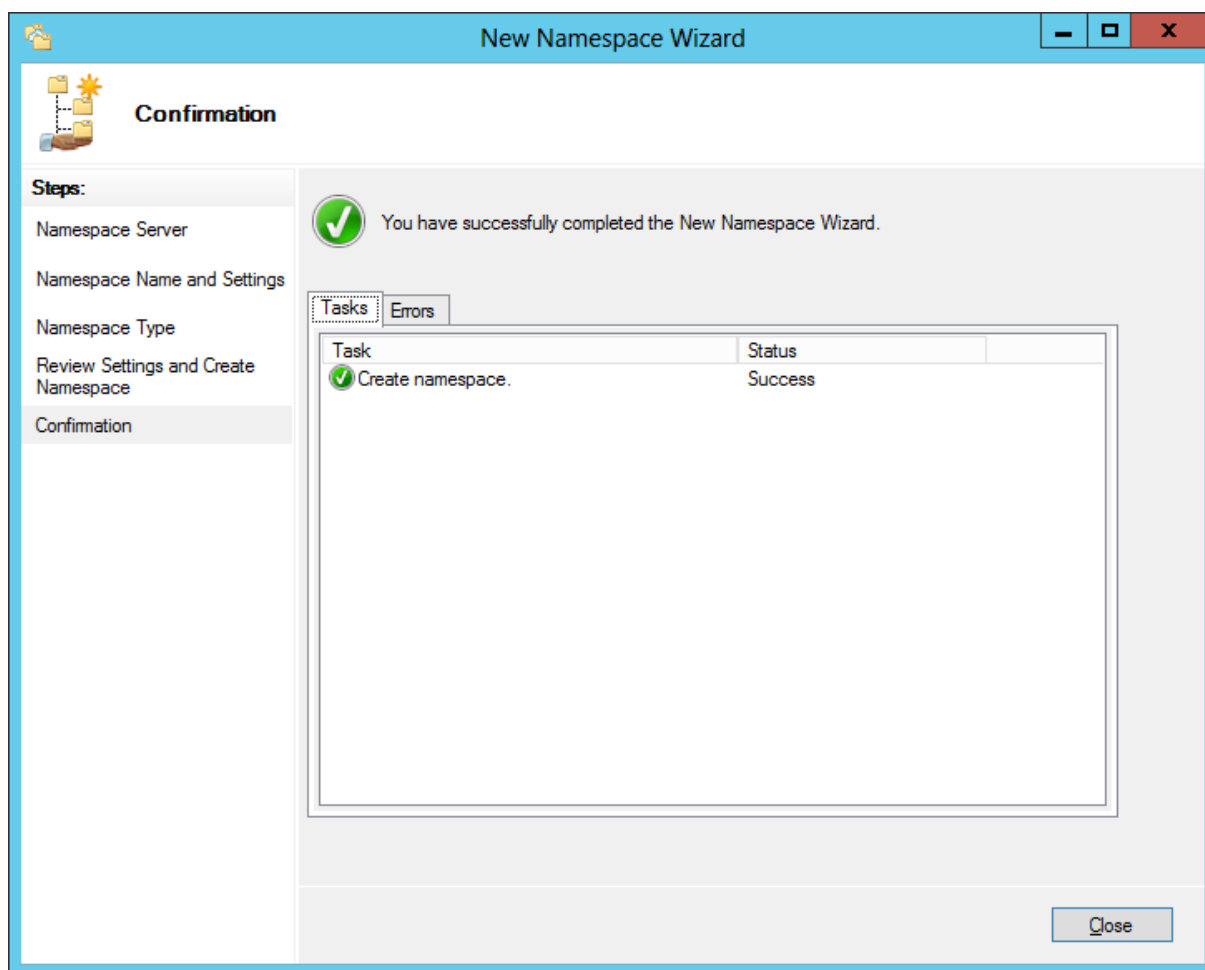 New Namespace Wizard
Confirmation
Steps:
Namespace Server
Namespace Name and Settings
Namespace Type
Review Settings and Create
Namespace
Confirmation
You have successfully completed the New Namespace Wizard.
Tasks Errors
Task Status
Create namespace. Success
Close